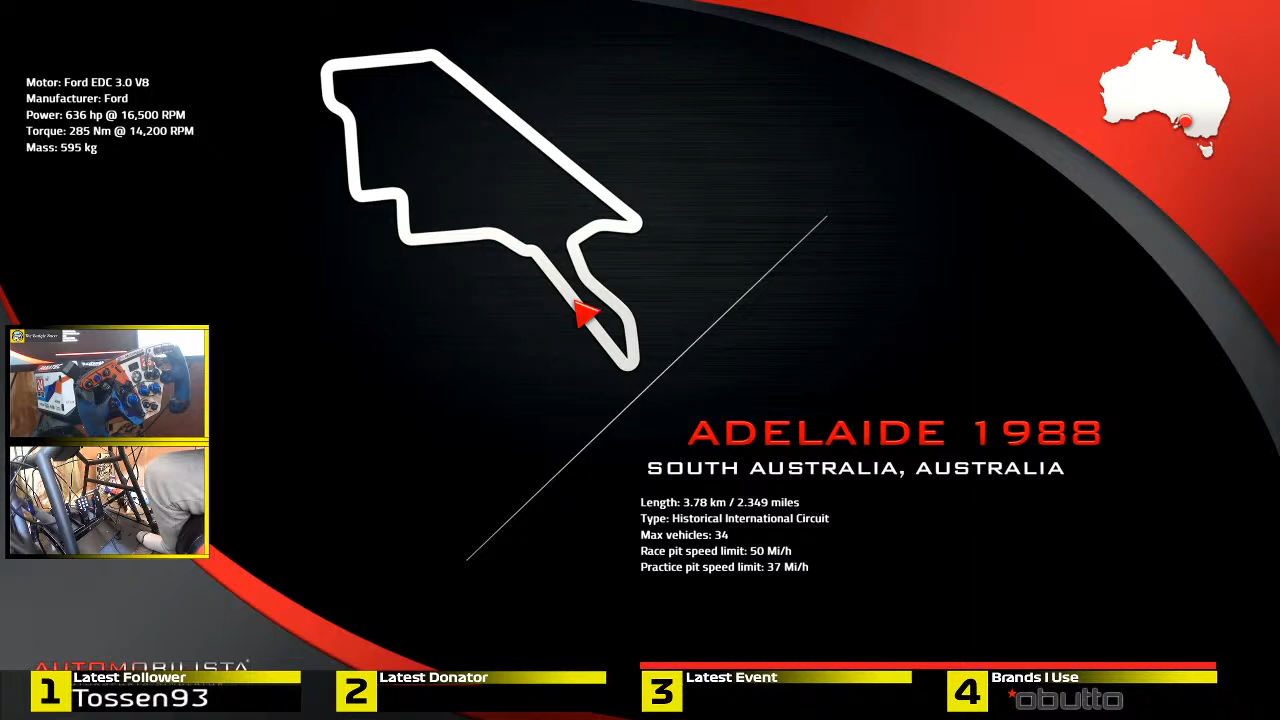 Motor: Ford EDC 3.0 V8
Manufacturer: Ford
Power: 636 hp @ 16,500 RPM
Torque: 285 Nm @ 14,200 RPM
Mass: 595 kg
ADELAIDE 1988
SOUTH AUSTRALIA, AUSTRALIA
Length: 3.78 km / 2.349 miles
Type: Historical International Circuit
Max vehicles: 34
Race pit speed limit: 50 Mi/h
Practice pit speed limit: 37 Mi/h
AUTOMOBILISTA
1 Latest Follower
Tossen93
2 Latest Donator
3 Latest Event
4 Brands I Use
obutto